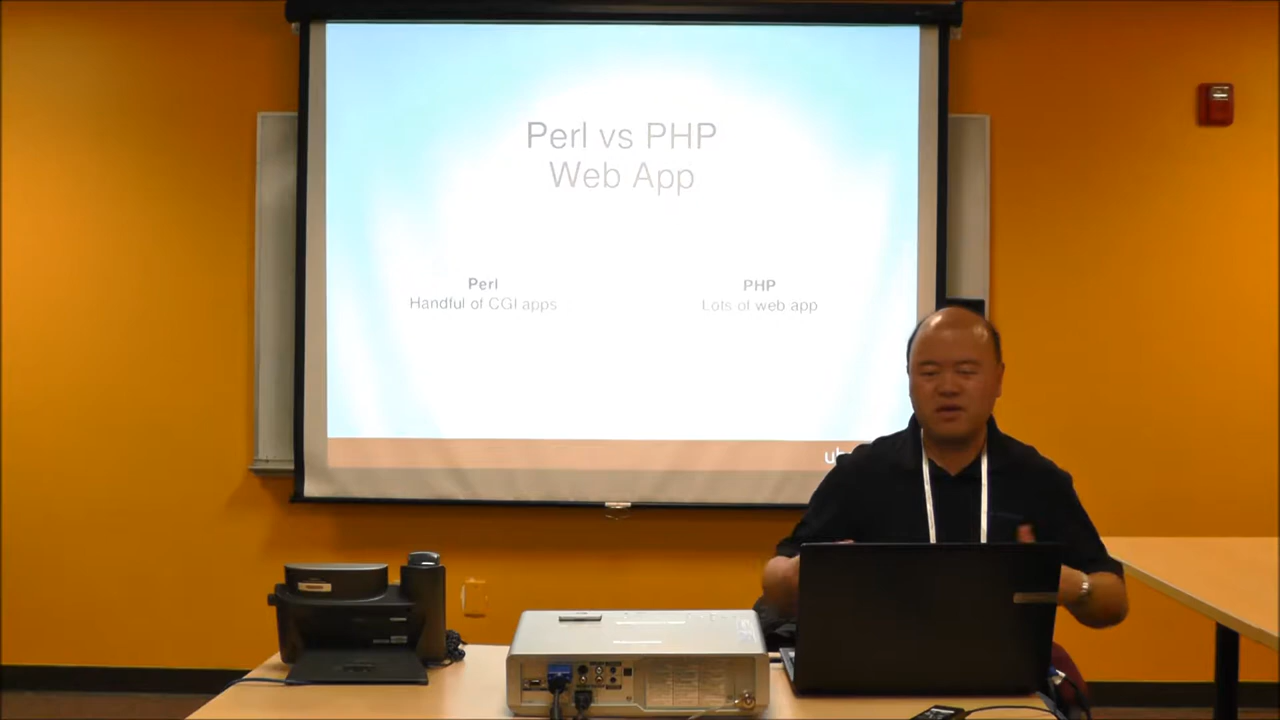 Perl vs PHP
Web App
Perl
Handful of CGI apps
PHP
Lots of web app